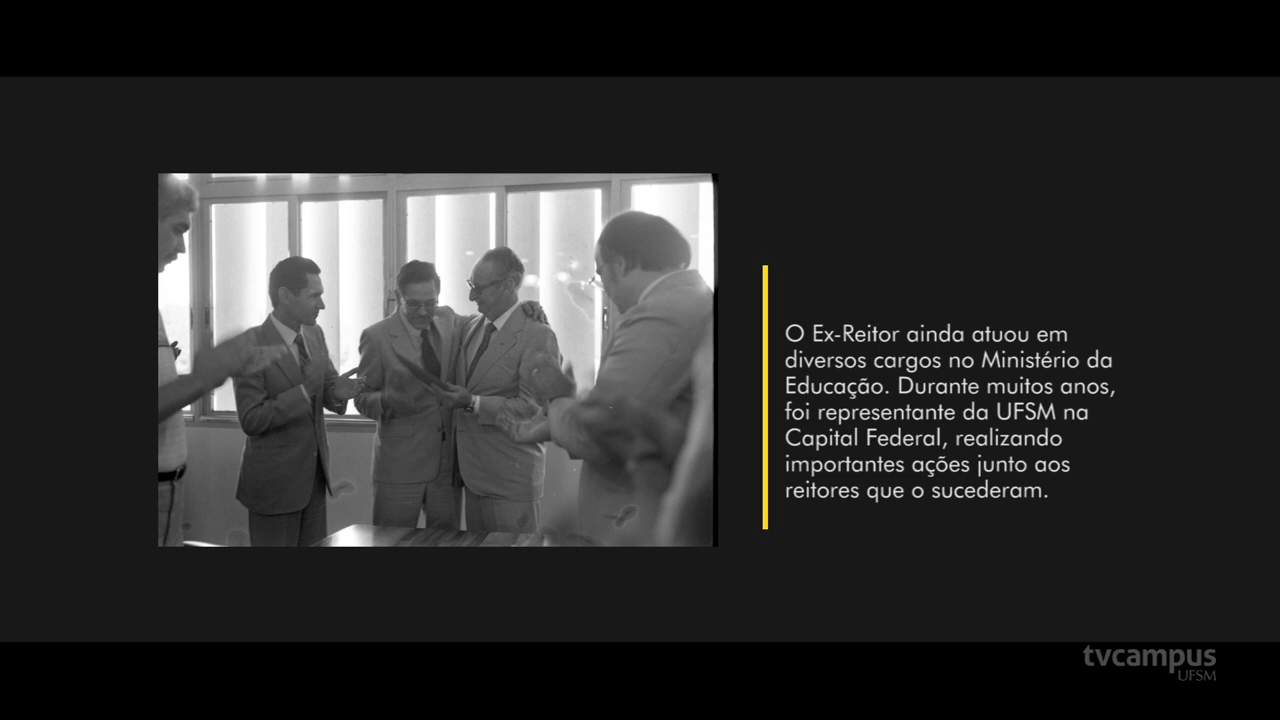 O Ex-Reitor ainda atuou em
diversos cargos no Ministério da
Educação. Durante muitos anos,
foi representante da UFSM na
Capital Federal, realizando
importantes ações junto aos
reitores que o sucederam.
tvcampus
UFSM